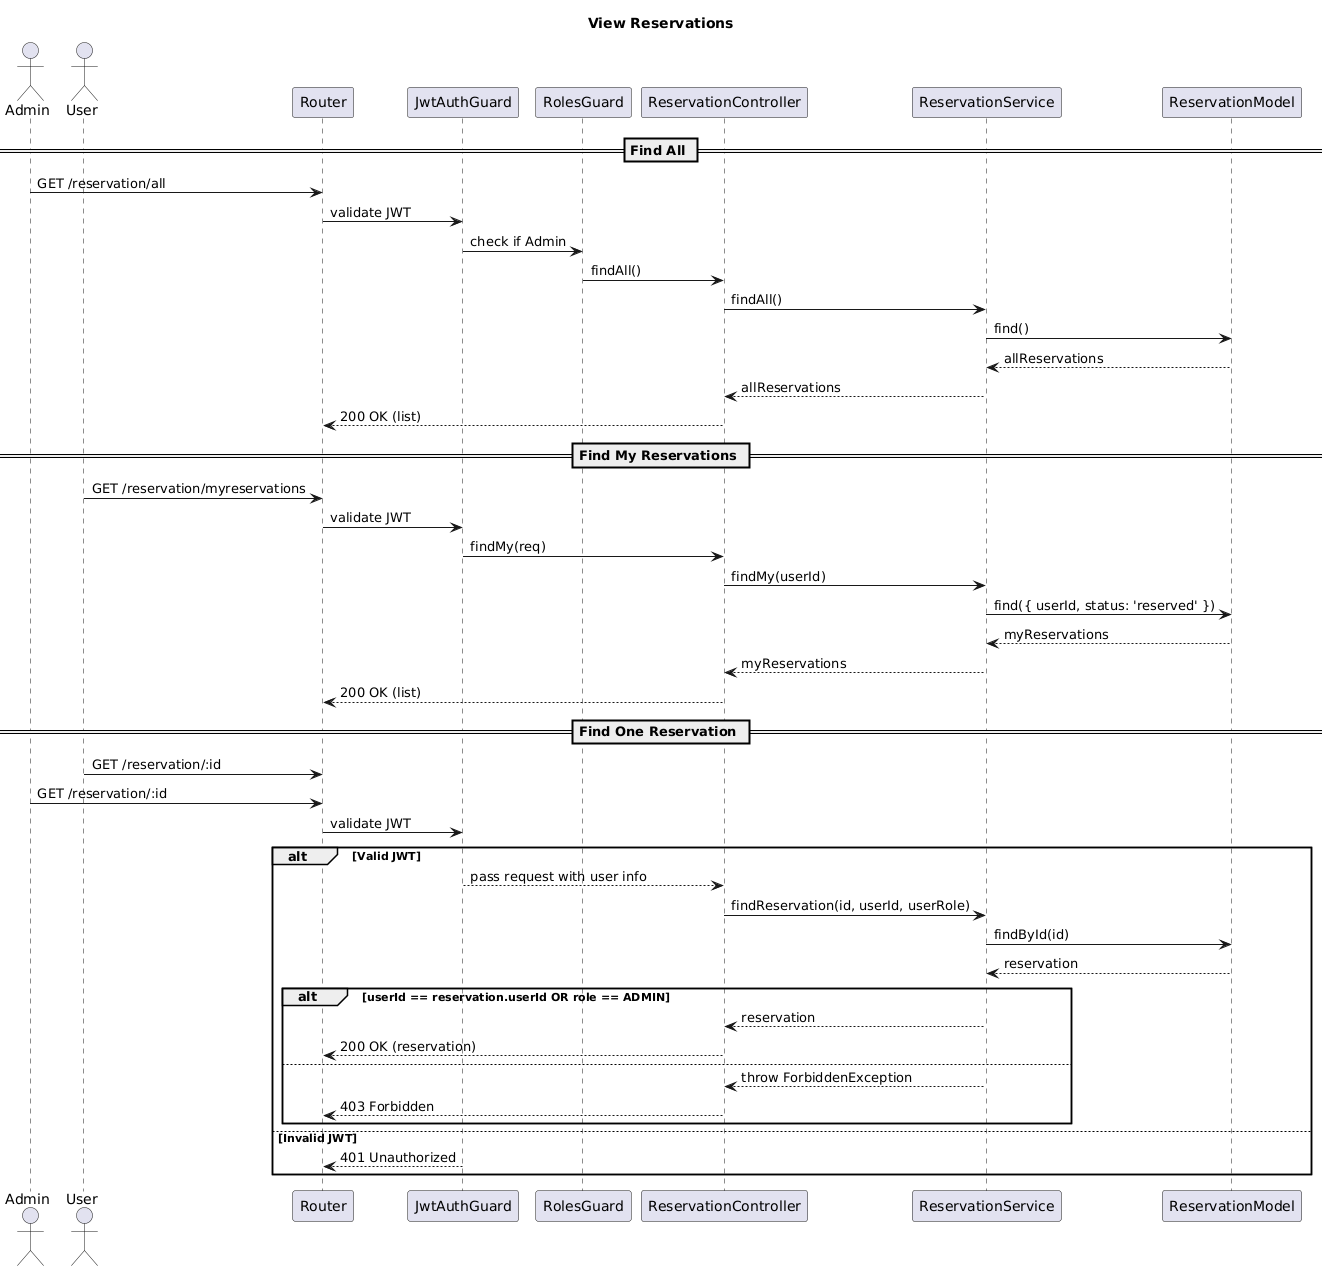 View Reservations
Admin User Router JwtAuthGuard RolesGuard ReservationController ReservationService ReservationModel
Find All
GET /reservation/all
validate JWT
check if Admin
findAll()
findAll()
find()
allReservations
allReservations
200 OK (list)
Find My Reservations
GET /reservation/myreservations
validate JWT
findMy(req)
findMy(userId)
find({ userId, status: 'reserved' })
myReservations
myReservations
200 OK (list)
Find One Reservation
GET /reservation/:id
GET /reservation/:id
validate JWT
alt [Valid JWT]
pass request with user info
findReservation(id, userId, userRole)
findById(id)
reservation
alt [userId == reservation.userId OR role == ADMIN]
reservation
200 OK (reservation)
throw ForbiddenException
403 Forbidden
[Invalid JWT]
401 Unauthorized
Admin User Router JwtAuthGuard RolesGuard ReservationController ReservationService ReservationModel